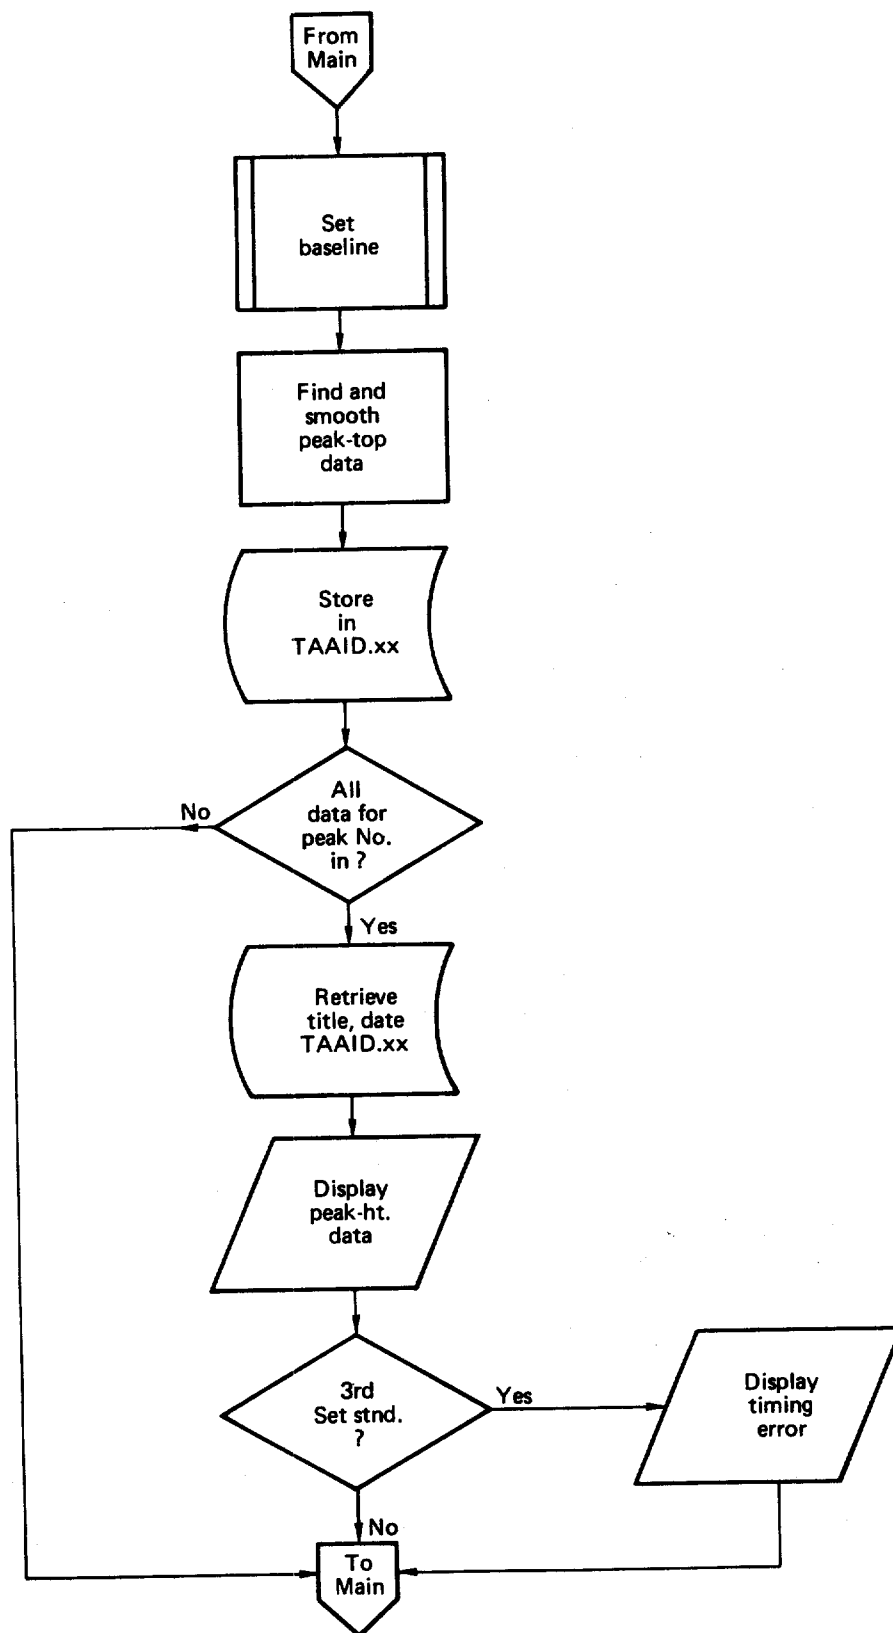 From
Main
Set
baseline
Find and
smooth
peak-top
data
Store
in
TAAID.xx
All
data for
peak No.
in ?
No
Yes
Retrieve
title, date
TAAID.xx
Display
peak-ht.
data
3rd
Set stnd.
?
Yes
Display
timing
error
No
To
Main